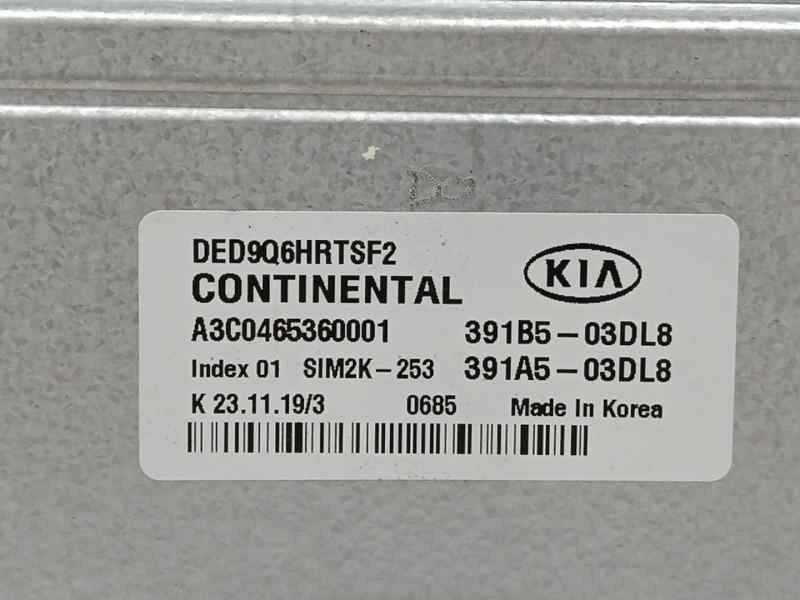 DED9Q6HRTSF2
KIA
CONTINENTAL
A3C0465360001 391B5-03DL8
Index 01 SIM2K-253 391A5-03DL8
K 23.11.19/3 0685 Made In Korea